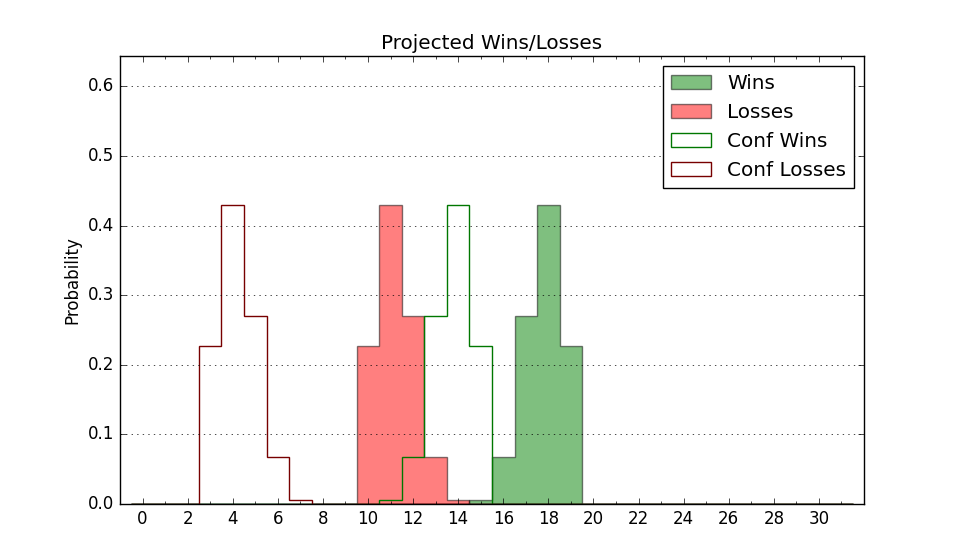 Projected Wins/Losses
Probability
0.6
0.5
0.4
0.3
0.2
0.1
0.0
Wins
Losses
Conf Wins
Conf Losses
0 2 4 6 8 10 12 14 16 18 20 22 24 26 28 30